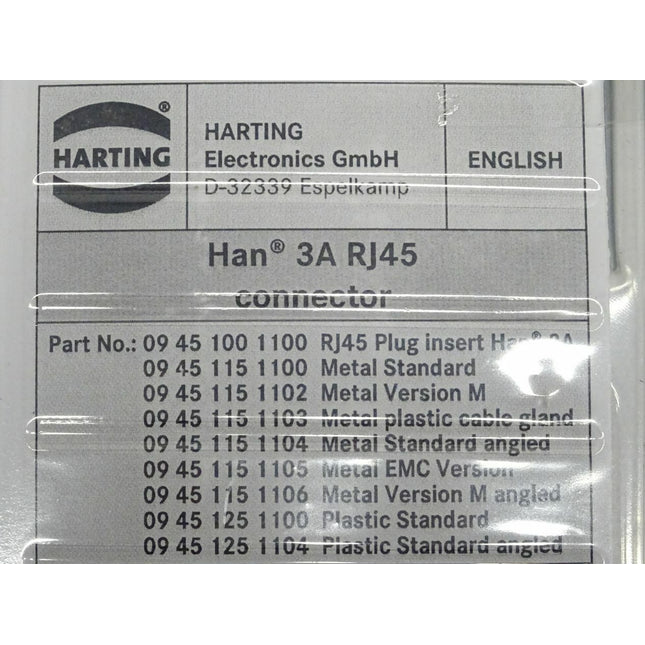 HARTING®
HARTING
Electronics GmbH
D-32339 Espelkamp
ENGLISH
Han® 3A RJ45
connector
Part No.: 09 45 100 1100 RJ45 Plug insert Han® 3A
09 45 115 1100 Metal Standard
09 45 115 1102 Metal Version M
09 45 115 1103 Metal plastic cable gland
09 45 115 1104 Metal Standard angled
09 45 115 1105 Metal EMC Version
09 45 115 1106 Metal Version M angled
09 45 125 1100 Plastic Standard
09 45 125 1104 Plastic Standard angled